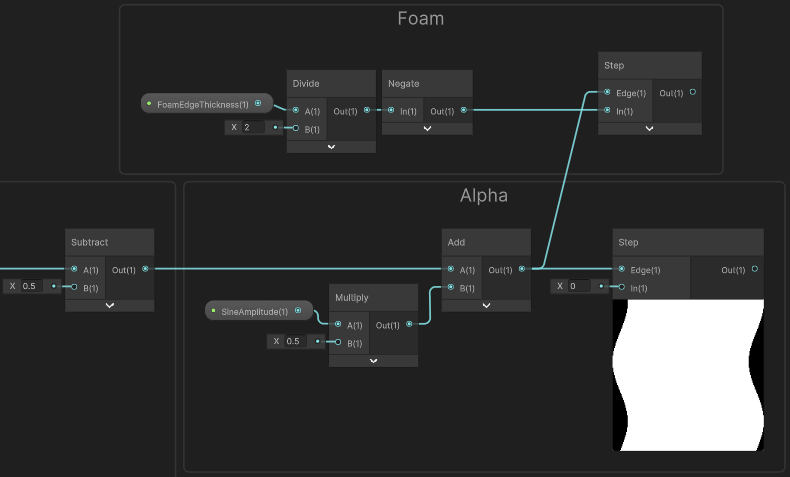 Foam
Step
Divide
Negate
FoamEdgeThickness(1)
A(1)
Out(1)
In(1)
Out(1)
Edge(1)
Out(1)
X 2
B(1)
In(1)
Alpha
Subtract
Add
Step
A(1)
Out(1)
A(1)
Out(1)
Edge(1)
Out(1)
X 0.5
B(1)
B(1)
X 0
In(1)
Multiply
SineAmplitude(1)
A(1)
Out(1)
X 0.5
B(1)